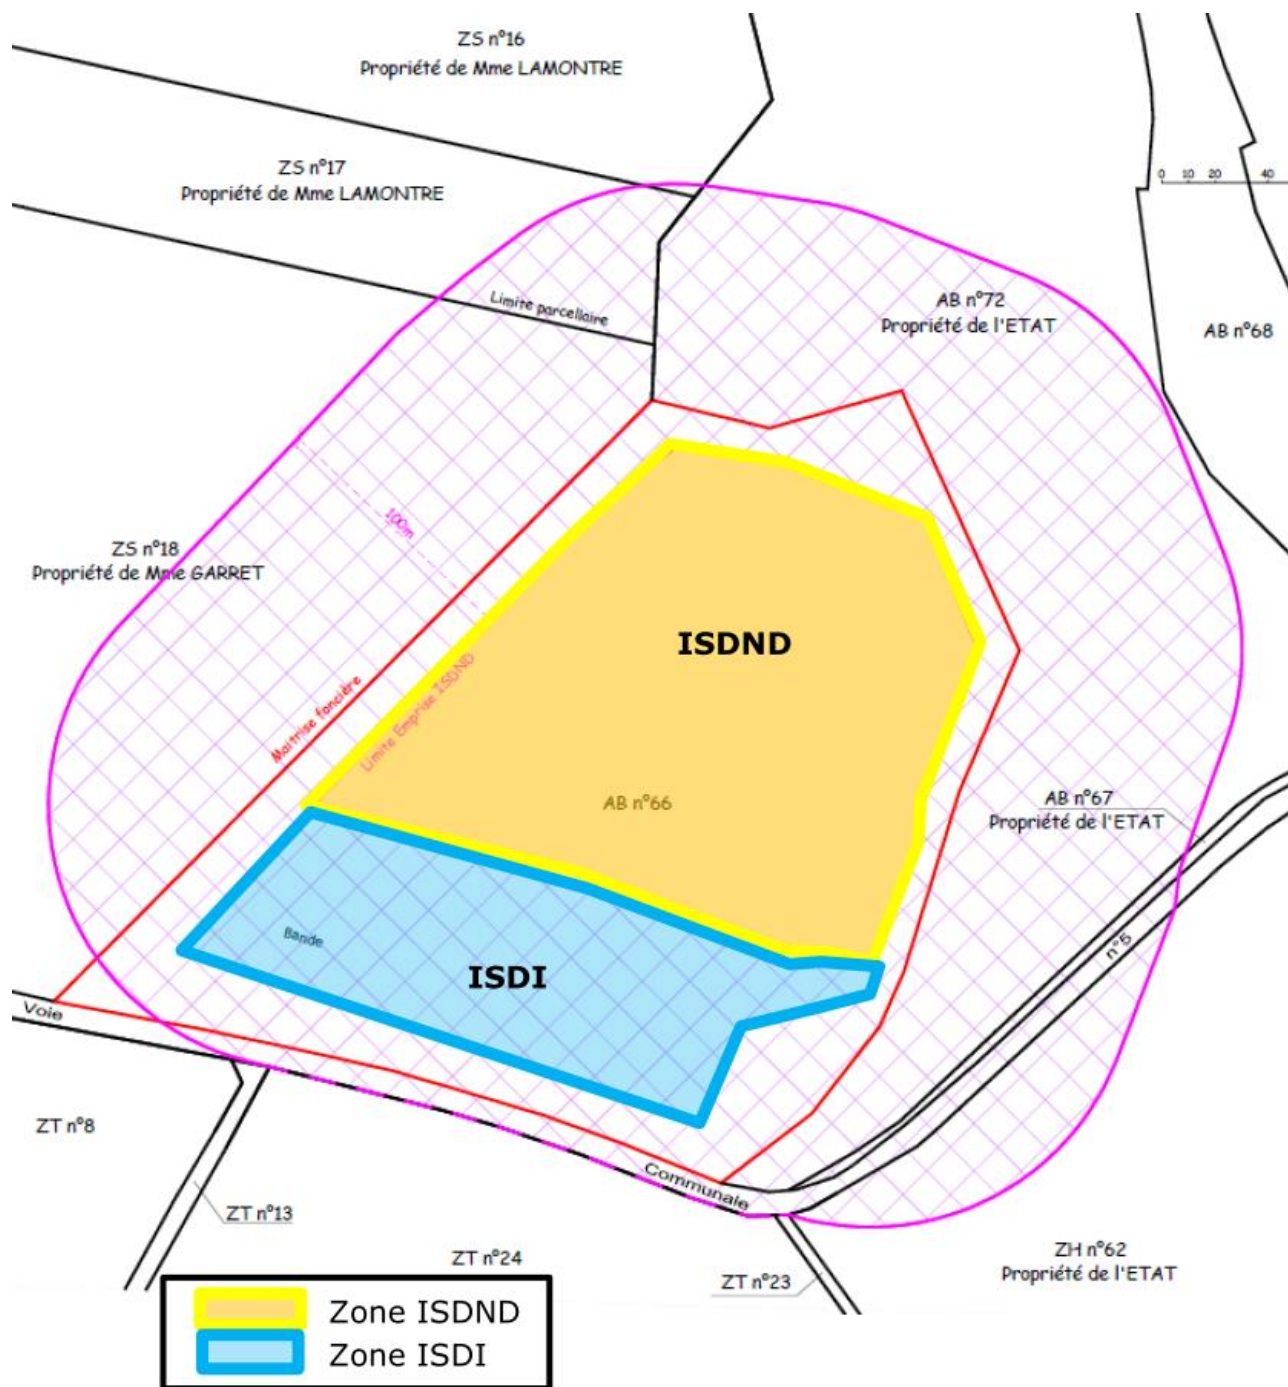 ZS n°16
Propriété de Mme LAMONTRE
ZS n°17
Propriété de Mme LAMONTRE
0 10 20 40
Limite parcellaire
AB n°72
Propriété de l'ETAT
AB n°68
100m
ZS n°18
Propriété de Mme GARRET
ISDND
Maitrise foncière
Limite Emprise ISDND
AB n°66
AB n°67
Propriété de l'ETAT
Bande
ISDI
n°5
Voie
ZT n°8
Communale
ZT n°13
ZT n°24
ZT n°23
ZH n°62
Propriété de l'ETAT
Zone ISDND
Zone ISDI